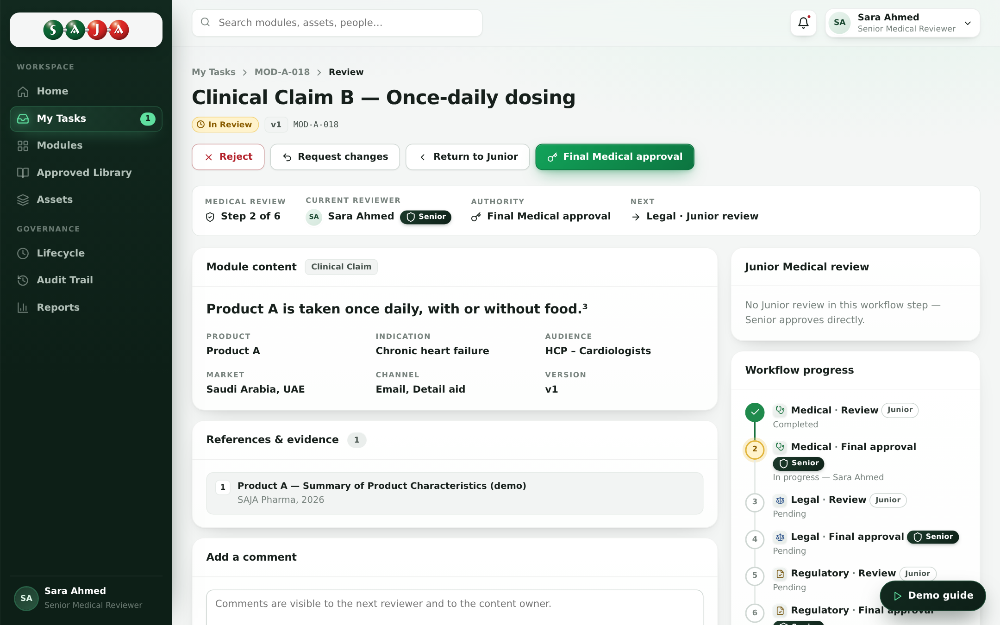 SAJA
WORKSPACE
Home
My Tasks 1
Modules
Approved Library
Assets
GOVERNANCE
Lifecycle
Audit Trail
Reports
SA Sara Ahmed
Senior Medical Reviewer
Search modules, assets, people...
SA Sara Ahmed
Senior Medical Reviewer
My Tasks > MOD-A-018 > Review
Clinical Claim B — Once-daily dosing
In Review v1 MOD-A-018
Reject Request changes Return to Junior Final Medical approval
MEDICAL REVIEW
Step 2 of 6
CURRENT REVIEWER
SA Sara Ahmed Senior
AUTHORITY
Final Medical approval
NEXT
Legal · Junior review
Module content Clinical Claim
Product A is taken once daily, with or without food.³
PRODUCT
Product A
INDICATION
Chronic heart failure
AUDIENCE
HCP – Cardiologists
MARKET
Saudi Arabia, UAE
CHANNEL
Email, Detail aid
VERSION
v1
References & evidence 1
1 Product A — Summary of Product Characteristics (demo)
SAJA Pharma, 2026
Add a comment
Comments are visible to the next reviewer and to the content owner.
Junior Medical review
No Junior review in this workflow step —
Senior approves directly.
Workflow progress
Medical · Review Junior
Completed
2 Medical · Final approval
Senior
In progress — Sara Ahmed
3 Legal · Review Junior
Pending
4 Legal · Final approval Senior
Pending
5 Regulatory · Review Junior
Pending
6 Regulatory · Final approval
Demo guide